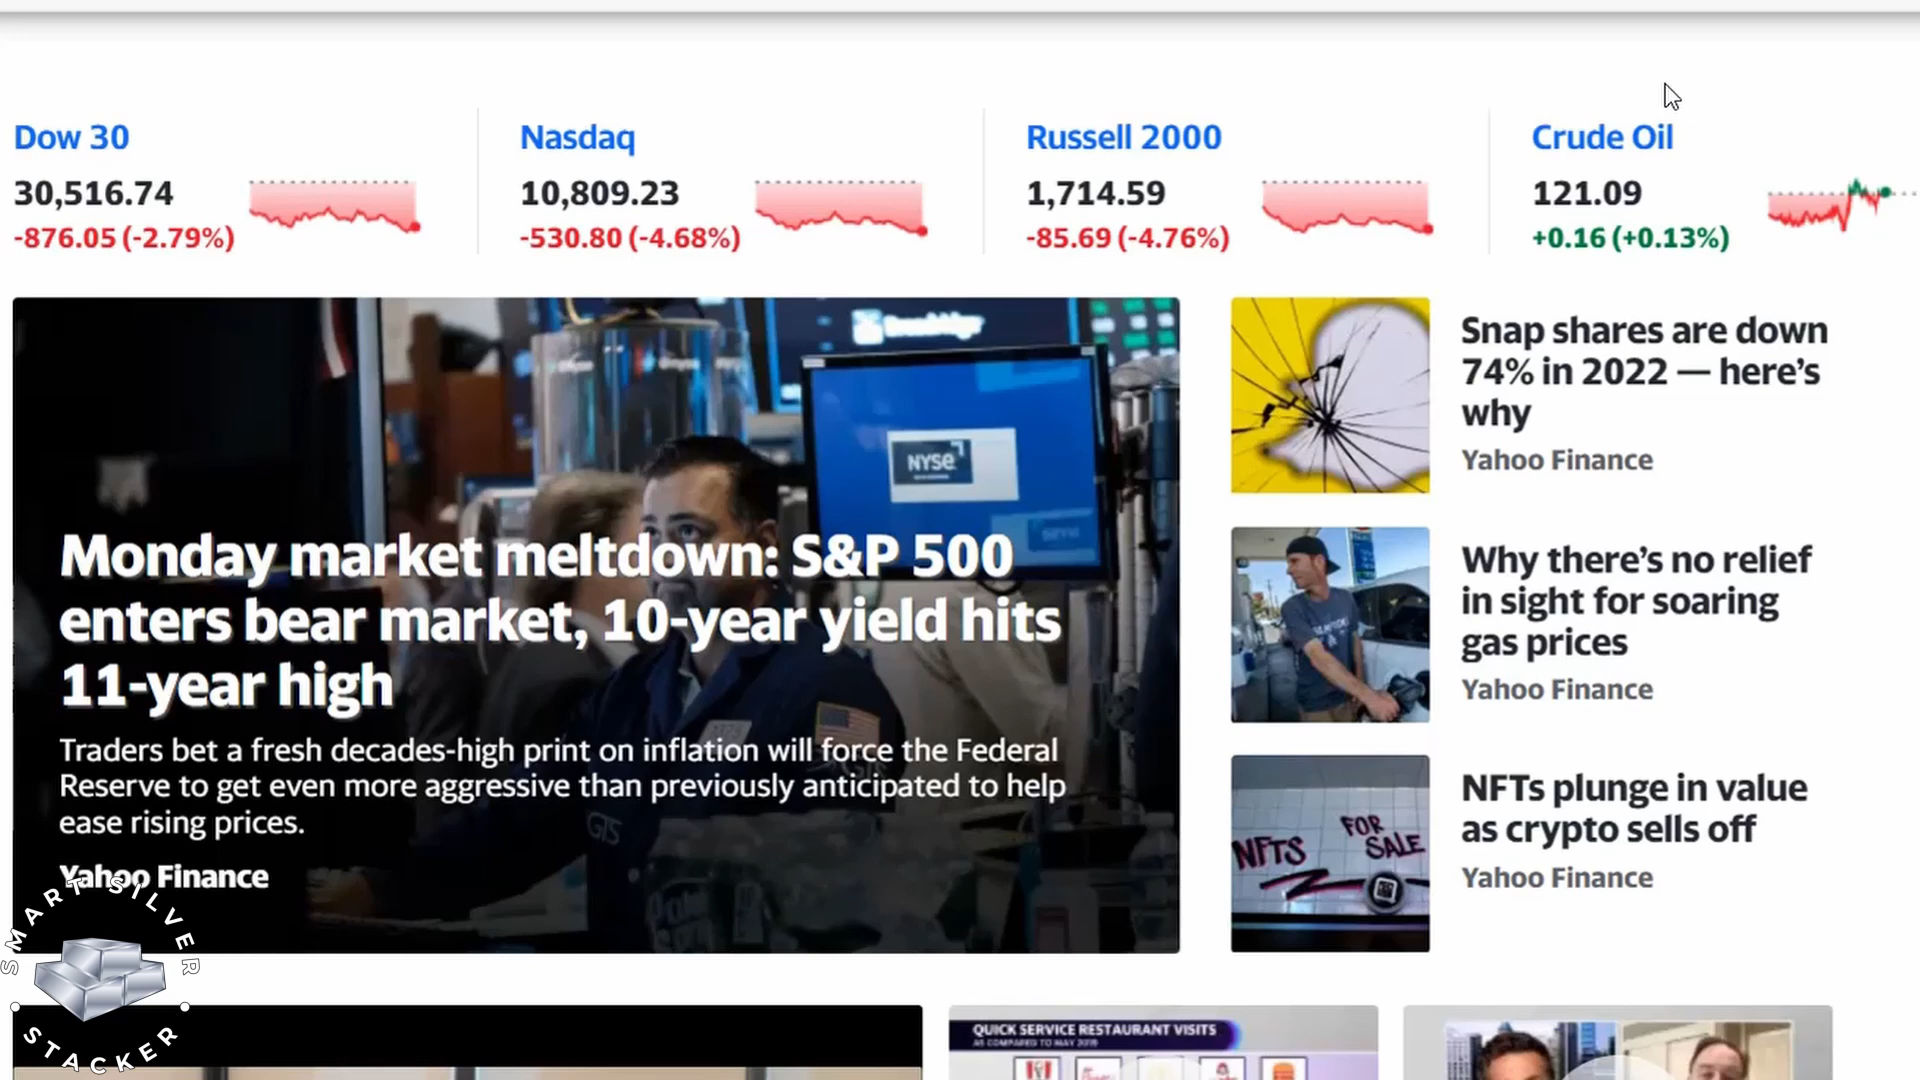 Dow 30
30,516.74
-876.05 (-2.79%)
Nasdaq
10,809.23
-530.80 (-4.68%)
Russell 2000
1,714.59
-85.69 (-4.76%)
Crude Oil
121.09
+0.16 (+0.13%)
NYSE
Monday market meltdown: S&P 500
enters bear market, 10-year yield hits
11-year high
Traders bet a fresh decades-high print on inflation will force the Federal
Reserve to get even more aggressive than previously anticipated to help
ease rising prices.
GTS
Yahoo Finance
Snap shares are down
74% in 2022 — here’s
why
Yahoo Finance
Why there’s no relief
in sight for soaring
gas prices
Yahoo Finance
NFTS
FOR
SALE
NFTs plunge in value
as crypto sells off
Yahoo Finance
SMART SILVER
STACKER
QUICK SERVICE RESTAURANT VISITS
AS COMPARED TO MAY 2019